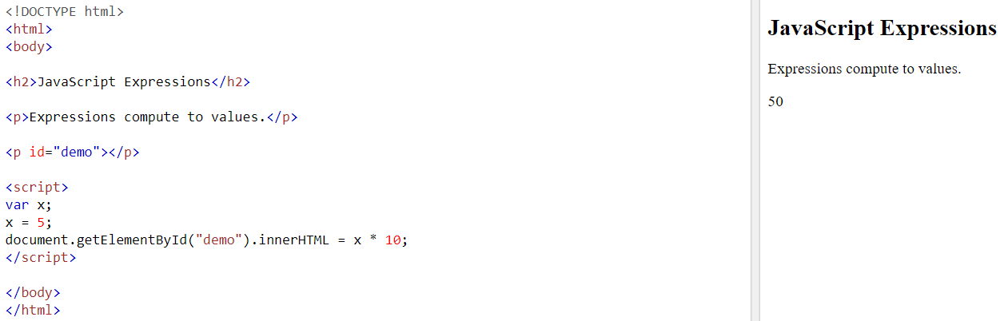 <!DOCTYPE html>
<html>
<body>
<h2>JavaScript Expressions</h2>
<p>Expressions compute to values.</p>
<p id="demo"></p>
<script>
var x;
x = 5;
document.getElementById("demo").innerHTML = x * 10;
</script>
</body>
</html>
JavaScript Expressions
Expressions compute to values.
50